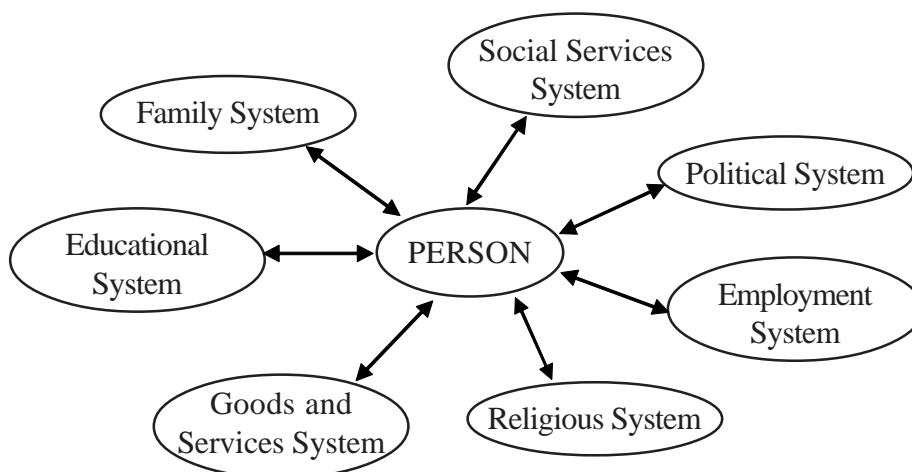 Social Services
System
Family System
Political System
Educational
System
PERSON
Employment
System
Goods and
Services System
Religious System